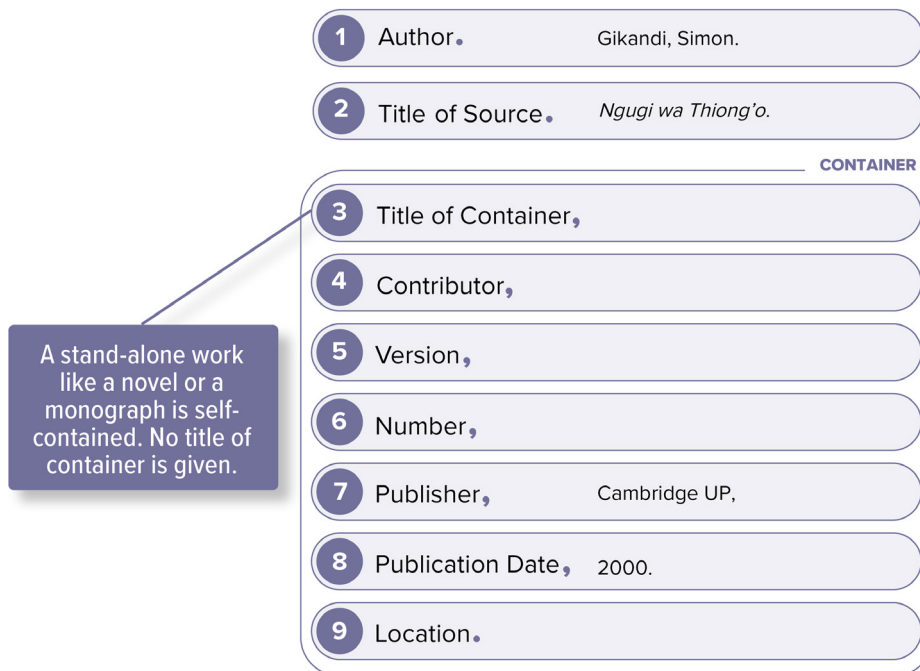 1 Author. Gikandi, Simon.
2 Title of Source. Ngugi wa Thiong’o.
CONTAINER
3 Title of Container,
4 Contributor,
5 Version,
A stand-alone work
like a novel or a
monograph is self-
contained. No title of
container is given.
6 Number,
7 Publisher, Cambridge UP,
8 Publication Date, 2000.
9 Location.